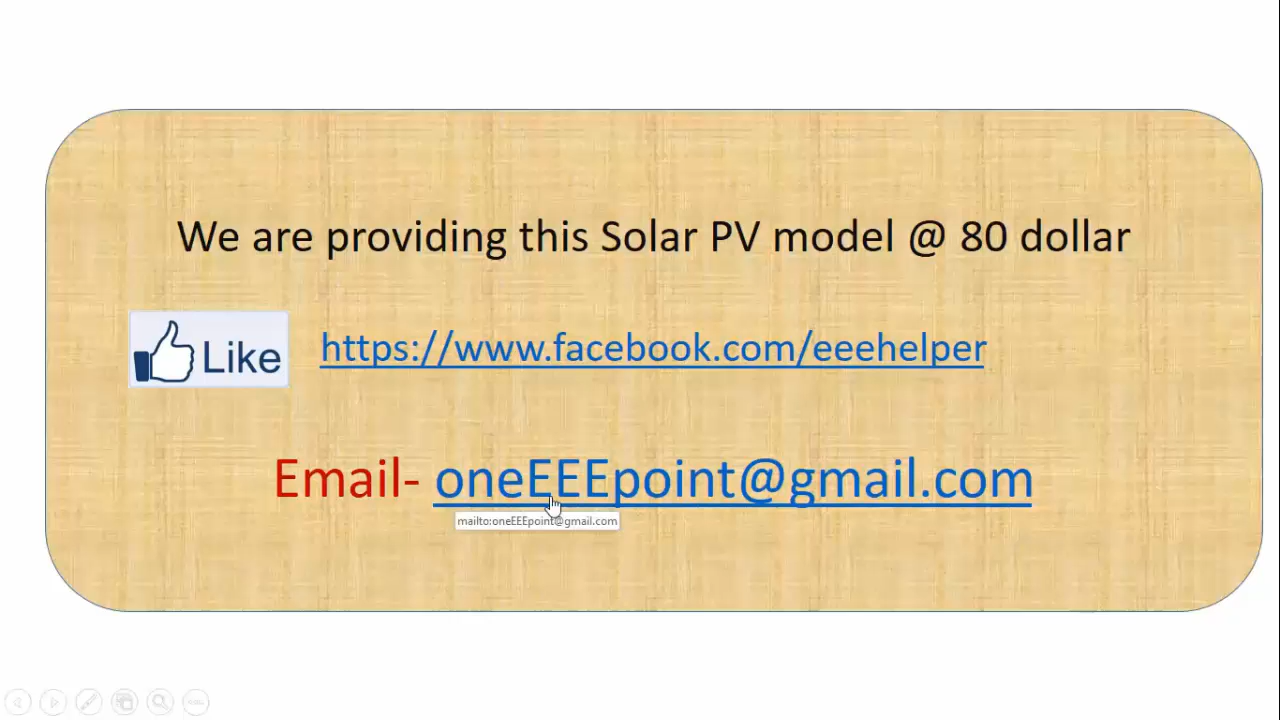 We are providing this Solar PV model @ 80 dollar
Like https://www.facebook.com/eeehelper
Email- oneEEEpoint@gmail.com
mailto:oneEEEpoint@gmail.com